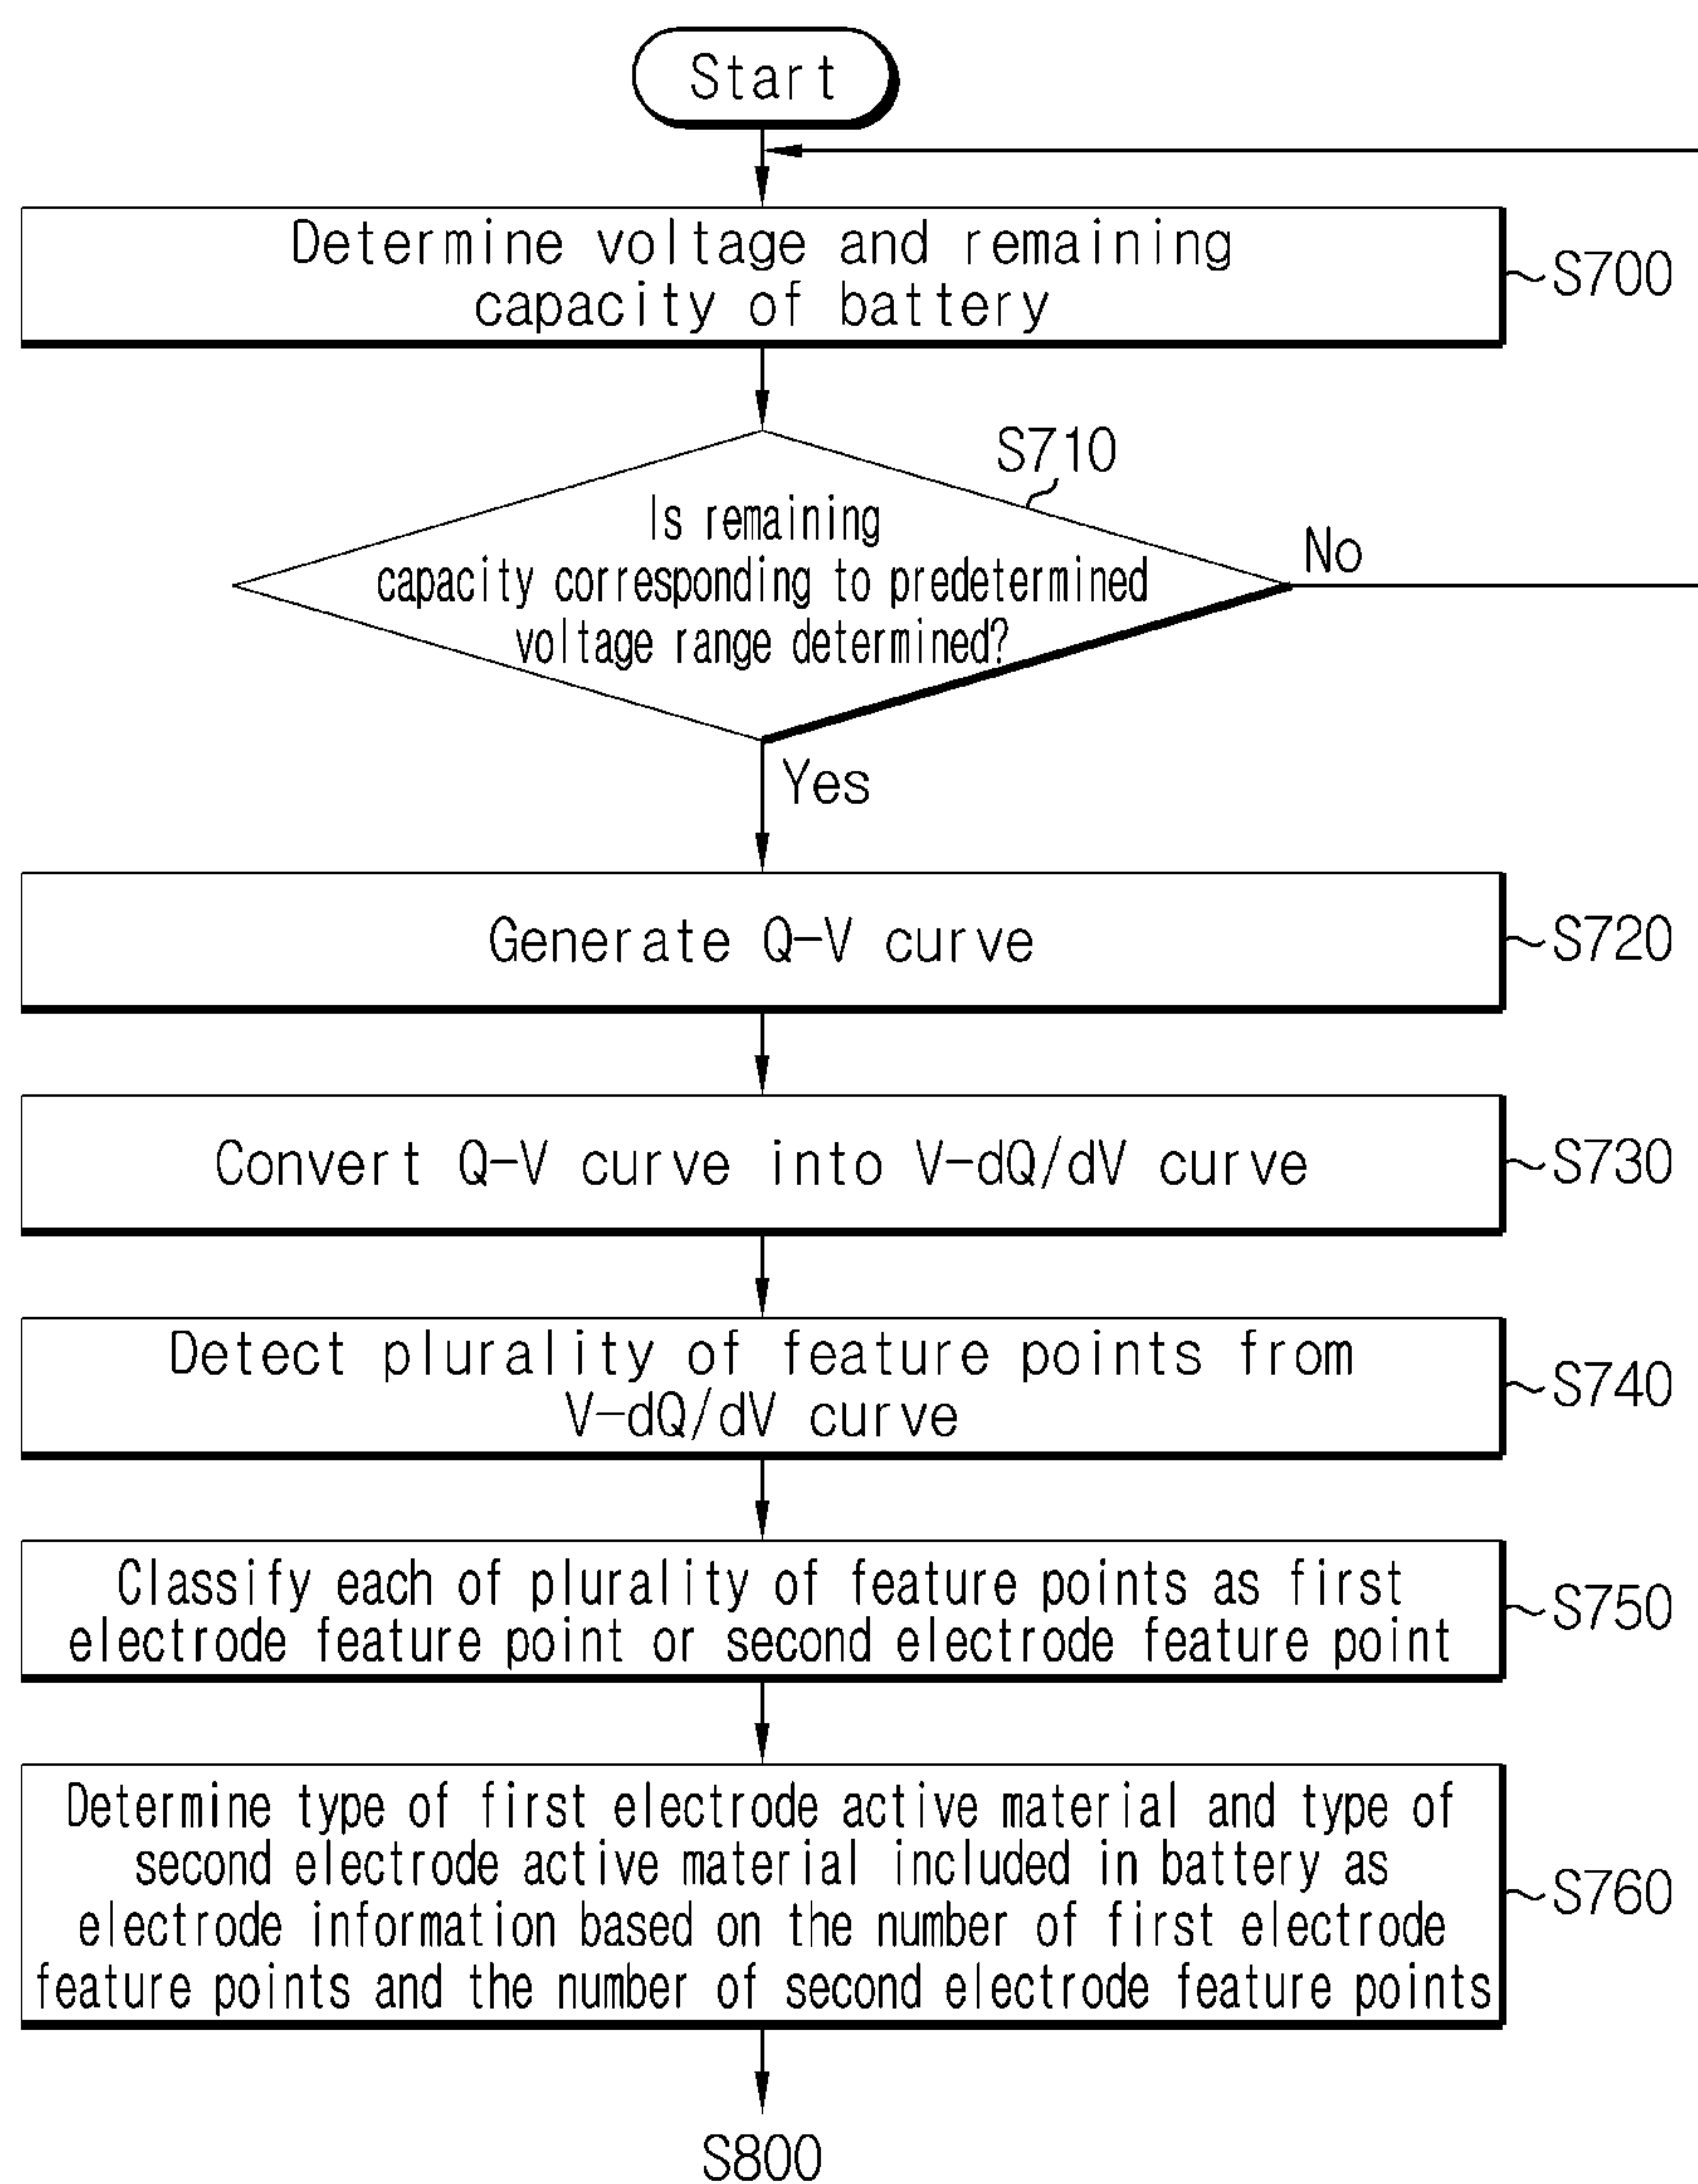 Start
Determine voltage and remaining
capacity of battery
S700
S710
Is remaining
capacity corresponding to predetermined
voltage range determined?
No
Yes
Generate Q-V curve
S720
Convert Q-V curve into V-dQ/dV curve
S730
Detect plurality of feature points from
V-dQ/dV curve
S740
Classify each of plurality of feature points as first
electrode feature point or second electrode feature point
S750
Determine type of first electrode active material and type of
second electrode active material included in battery as
electrode information based on the number of first electrode
feature points and the number of second electrode feature points
S760
S800